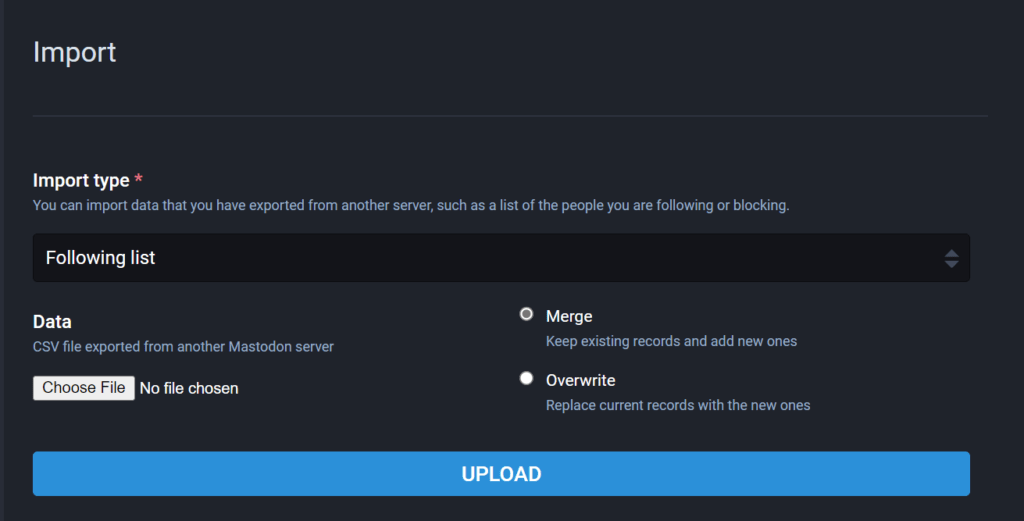 Import
Import type *
You can import data that you have exported from another server, such as a list of the people you are following or blocking.
Following list
Data
CSV file exported from another Mastodon server
Choose File No file chosen
Merge
Keep existing records and add new ones
Overwrite
Replace current records with the new ones
UPLOAD